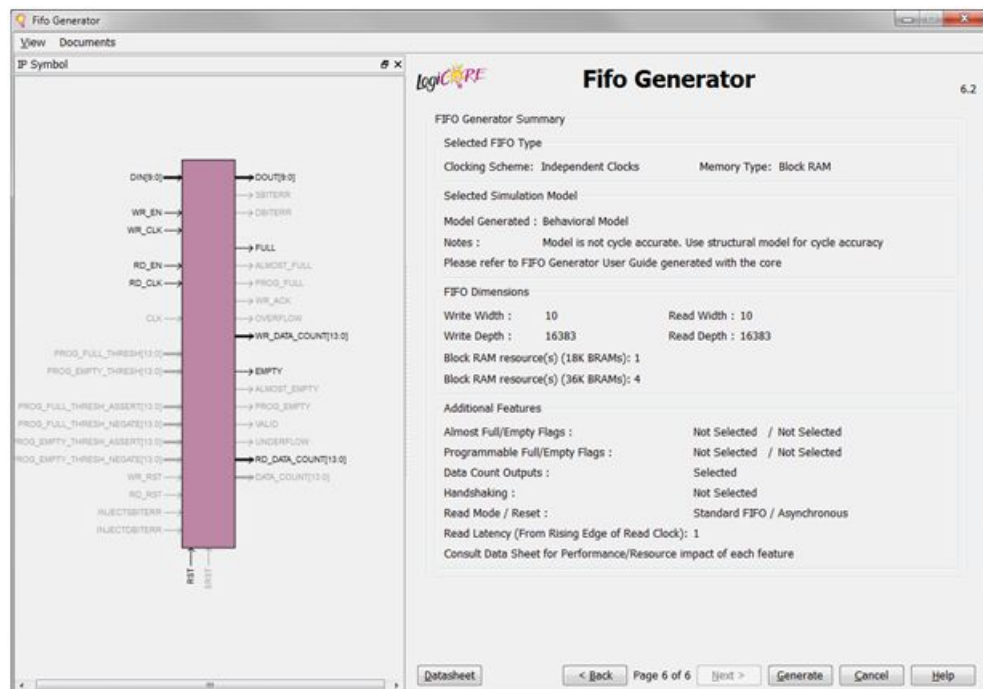 Fifo Generator
View Documents
IP Symbol
DIN[9:0]
WR_EN
WR_CLK
RD_EN
RD_CLK
CLK
PROG_FULL_THRESH[13:0]
PROG_EMPTY_THRESH[13:0]
PROG_FULL_THRESH_ASSERT[13:0]
PROG_FULL_THRESH_NEGATE[13:0]
PROG_EMPTY_THRESH_ASSERT[13:0]
PROG_EMPTY_THRESH_NEGATE[13:0]
WR_RST
RD_RST
INJECTSBITERR
INJECTDBITERR
DOUT[9:0]
SBITERR
DBITERR
FULL
ALMOST_FULL
PROG_FULL
WR_ACK
OVERFLOW
WR_DATA_COUNT[13:0]
EMPTY
ALMOST_EMPTY
PROG_EMPTY
VALID
UNDERFLOW
RD_DATA_COUNT[13:0]
DATA_COUNT[13:0]
RST
SRST
LogiCORE
Fifo Generator
6.2
FIFO Generator Summary
Selected FIFO Type
Clocking Scheme: Independent Clocks Memory Type: Block RAM
Selected Simulation Model
Model Generated : Behavioral Model
Notes : Model is not cycle accurate. Use structural model for cycle accuracy
Please refer to FIFO Generator User Guide generated with the core
FIFO Dimensions
Write Width : 10 Read Width : 10
Write Depth : 16383 Read Depth : 16383
Block RAM resource(s) (18K BRAMs): 1
Block RAM resource(s) (36K BRAMs): 4
Additional Features
Almost Full/Empty Flags : Not Selected / Not Selected
Programmable Full/Empty Flags : Not Selected / Not Selected
Data Count Outputs : Selected
Handshaking : Not Selected
Read Mode / Reset : Standard FIFO / Asynchronous
Read Latency (From Rising Edge of Read Clock): 1
Consult Data Sheet for Performance/Resource impact of each feature
Datasheet < Back Page 6 of 6 Next > Generate Cancel Help